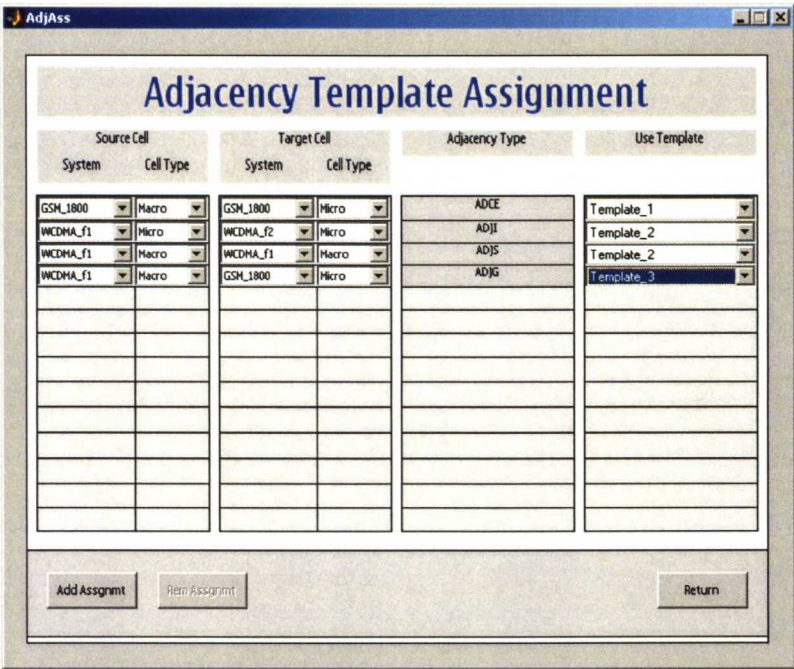 AdjAss
Adjacency Template Assignment
Source Cell Target Cell Adjacency Type Use Template
System Cell Type System Cell Type
GSM_1800 Macro GSM_1800 Micro ADCE Template_1
WCDMA_f1 Micro WCDMA_f2 Micro ADJI Template_2
WCDMA_f1 Macro WCDMA_f1 Macro ADJS Template_2
WCDMA_f1 Macro GSM_1800 Micro ADJG Template_3
Add Assgnmt Rem Assgnmt Return